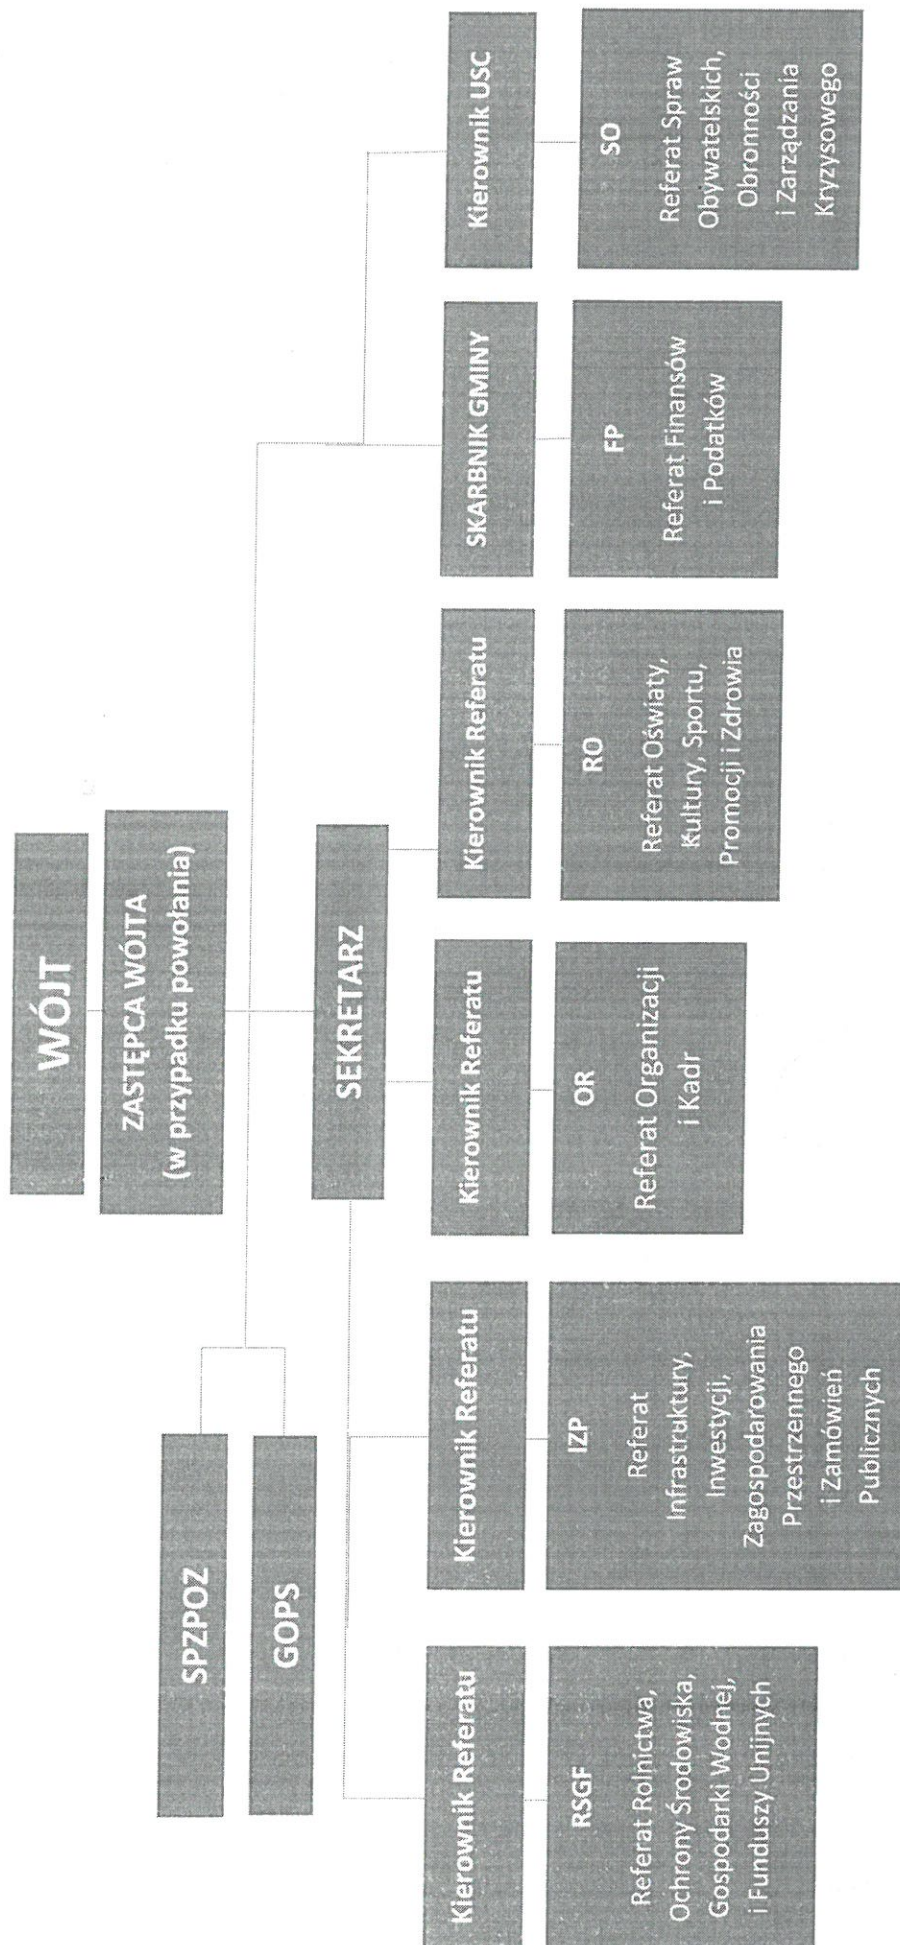 WÓJT
ZASTĘPCA WÓJTA
(w przypadku powołania)
SPZPOZ
GOPS
SEKRETARZ
Kierownik Referatu
RSGF
Referat Rolnictwa,
Ochrony Środowiska,
Gospodarki Wodnej,
i Funduszy Unijnych
Kierownik Referatu
IZP
Referat
Infrastruktury,
Inwestycji,
Zagospodarowania
Przestrzennego
i Zamówień
Publicznych
Kierownik Referatu
OR
Referat Organizacji
i Kadr
Kierownik Referatu
RO
Referat Oświaty,
Kultury, Sportu,
Promocji i Zdrowia
SKARBNIK GMINY
FP
Referat Finansów
i Podatków
Kierownik USC
SO
Referat Spraw
Obywatelskich,
Obronności
i Zarządzania
Kryzysowego